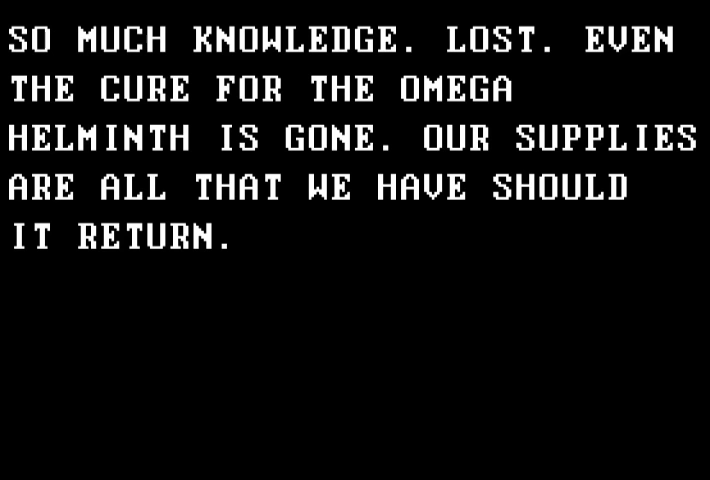 SO MUCH KNOWLEDGE. LOST. EVEN
THE CURE FOR THE OMEGA
HELMINTH IS GONE. OUR SUPPLIES
ARE ALL THAT WE HAVE SHOULD
IT RETURN.